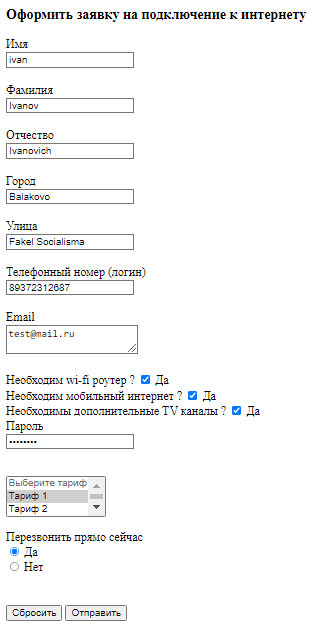 Оформить заявку на подключение к интернету
Имя
ivan
Фамилия
Ivanov
Отчество
Ivanovich
Город
Balakovo
Улица
Fakel Socialisma
Телефонный номер (логин)
89372312687
Email
test@mail.ru
Необходим wi-fi роутер ? Да
Необходим мобильный интернет ? Да
Необходимы дополнительные TV каналы ? Да
Пароль
••••••••
Выберите тариф
Тариф 1
Тариф 2
Перезвонить прямо сейчас
Да
Нет
Сбросить Отправить